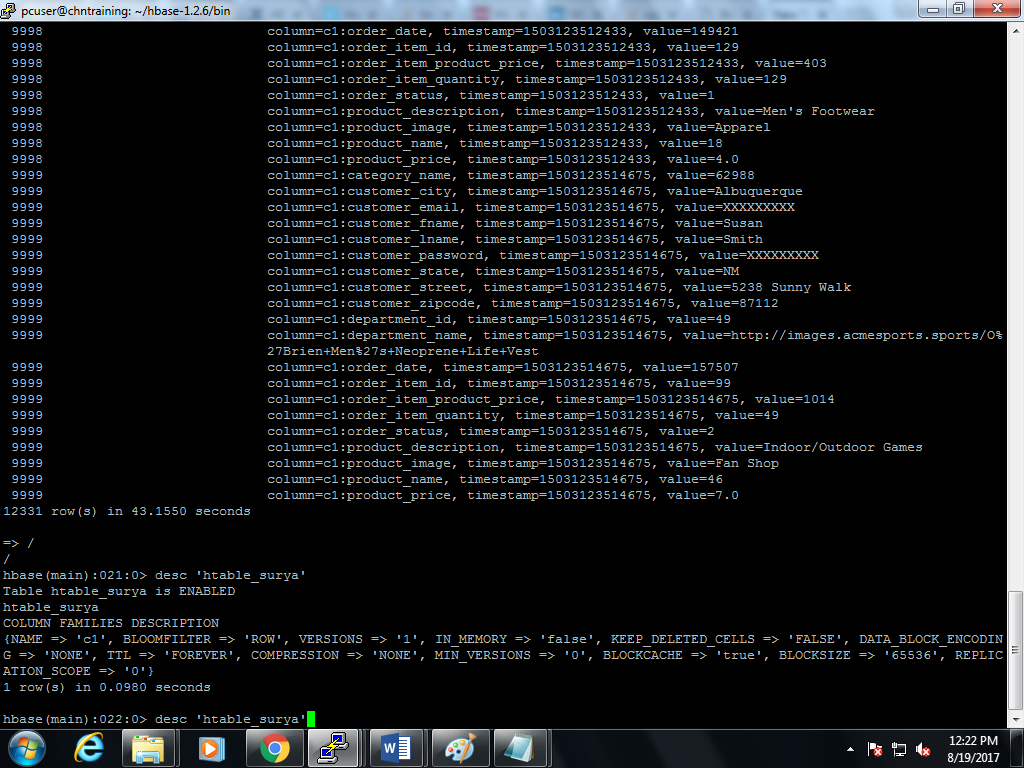 pcuser@chntraining: ~/hbase-1.2.6/bin
9998 column=c1:order_date, timestamp=1503123512433, value=149421
9998 column=c1:order_item_id, timestamp=1503123512433, value=129
9998 column=c1:order_item_product_price, timestamp=1503123512433, value=403
9998 column=c1:order_item_quantity, timestamp=1503123512433, value=129
9998 column=c1:order_status, timestamp=1503123512433, value=1
9998 column=c1:product_description, timestamp=1503123512433, value=Men's Footwear
9998 column=c1:product_image, timestamp=1503123512433, value=Apparel
9998 column=c1:product_name, timestamp=1503123512433, value=18
9998 column=c1:product_price, timestamp=1503123512433, value=4.0
9999 column=c1:category_name, timestamp=1503123514675, value=62988
9999 column=c1:customer_city, timestamp=1503123514675, value=Albuquerque
9999 column=c1:customer_email, timestamp=1503123514675, value=XXXXXXXXX
9999 column=c1:customer_fname, timestamp=1503123514675, value=Susan
9999 column=c1:customer_lname, timestamp=1503123514675, value=Smith
9999 column=c1:customer_password, timestamp=1503123514675, value=XXXXXXXXX
9999 column=c1:customer_state, timestamp=1503123514675, value=NM
9999 column=c1:customer_street, timestamp=1503123514675, value=5238 Sunny Walk
9999 column=c1:customer_zipcode, timestamp=1503123514675, value=87112
9999 column=c1:department_id, timestamp=1503123514675, value=49
9999 column=c1:department_name, timestamp=1503123514675, value=http://images.acmesports.sports/O%
27Brien+Men%27s+Neoprene+Life+Vest
9999 column=c1:order_date, timestamp=1503123514675, value=157507
9999 column=c1:order_item_id, timestamp=1503123514675, value=99
9999 column=c1:order_item_product_price, timestamp=1503123514675, value=1014
9999 column=c1:order_item_quantity, timestamp=1503123514675, value=49
9999 column=c1:order_status, timestamp=1503123514675, value=2
9999 column=c1:product_description, timestamp=1503123514675, value=Indoor/Outdoor Games
9999 column=c1:product_image, timestamp=1503123514675, value=Fan Shop
9999 column=c1:product_name, timestamp=1503123514675, value=46
9999 column=c1:product_price, timestamp=1503123514675, value=7.0
12331 row(s) in 43.1550 seconds
=> /
/
hbase(main):021:0> desc 'htable_surya'
Table htable_surya is ENABLED
htable_surya
COLUMN FAMILIES DESCRIPTION
{NAME => 'c1', BLOOMFILTER => 'ROW', VERSIONS => '1', IN_MEMORY => 'false', KEEP_DELETED_CELLS => 'FALSE', DATA_BLOCK_ENCODIN
G => 'NONE', TTL => 'FOREVER', COMPRESSION => 'NONE', MIN_VERSIONS => '0', BLOCKCACHE => 'true', BLOCKSIZE => '65536', REPLIC
ATION_SCOPE => '0'}
1 row(s) in 0.0980 seconds
hbase(main):022:0> desc 'htable_surya'
12:22 PM
8/19/2017